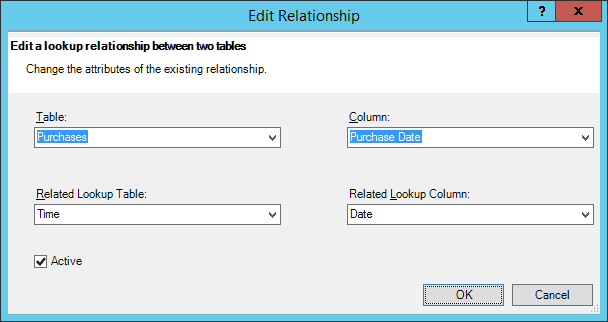 Edit Relationship
? x
Edit a lookup relationship between two tables
Change the attributes of the existing relationship.
Table: Column:
Purchases Purchase Date
Related Lookup Table: Related Lookup Column:
Time Date
Active
OK Cancel